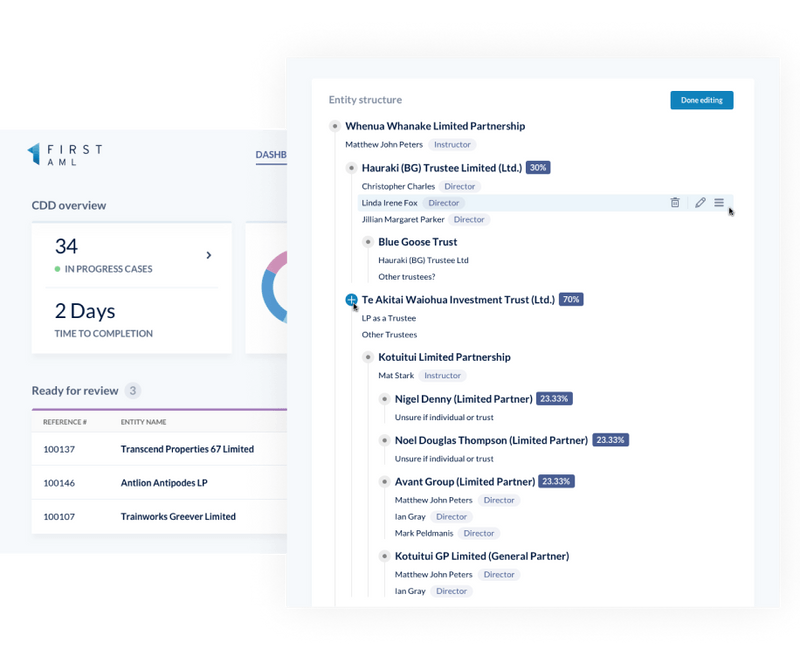 FIRST
AML
DASHB
CDD overview
34
IN PROGRESS CASES
2 Days
TIME TO COMPLETION
Ready for review 3
REFERENCE # ENTITY NAME
100137 Transcend Properties 67 Limited
100146 Antlion Antipodes LP
100107 Trainworks Greever Limited
Entity structure Done editing
Whenua Whanake Limited Partnership
Matthew John Peters Instructor
Hauraki (BG) Trustee Limited (Ltd.) 30%
Christopher Charles Director
Linda Irene Fox Director
Jillian Margaret Parker Director
Blue Goose Trust
Hauraki (BG) Trustee Ltd
Other trustees?
Te Akitai Waiohua Investment Trust (Ltd.) 70%
LP as a Trustee
Other Trustees
Kotuitui Limited Partnership
Mat Stark Instructor
Nigel Denny (Limited Partner) 23.33%
Unsure if individual or trust
Noel Douglas Thompson (Limited Partner) 23.33%
Unsure if individual or trust
Avant Group (Limited Partner) 23.33%
Matthew John Peters Director
Ian Gray Director
Mark Peldmanis Director
Kotuitui GP Limited (General Partner)
Matthew John Peters Director
Ian Gray Director